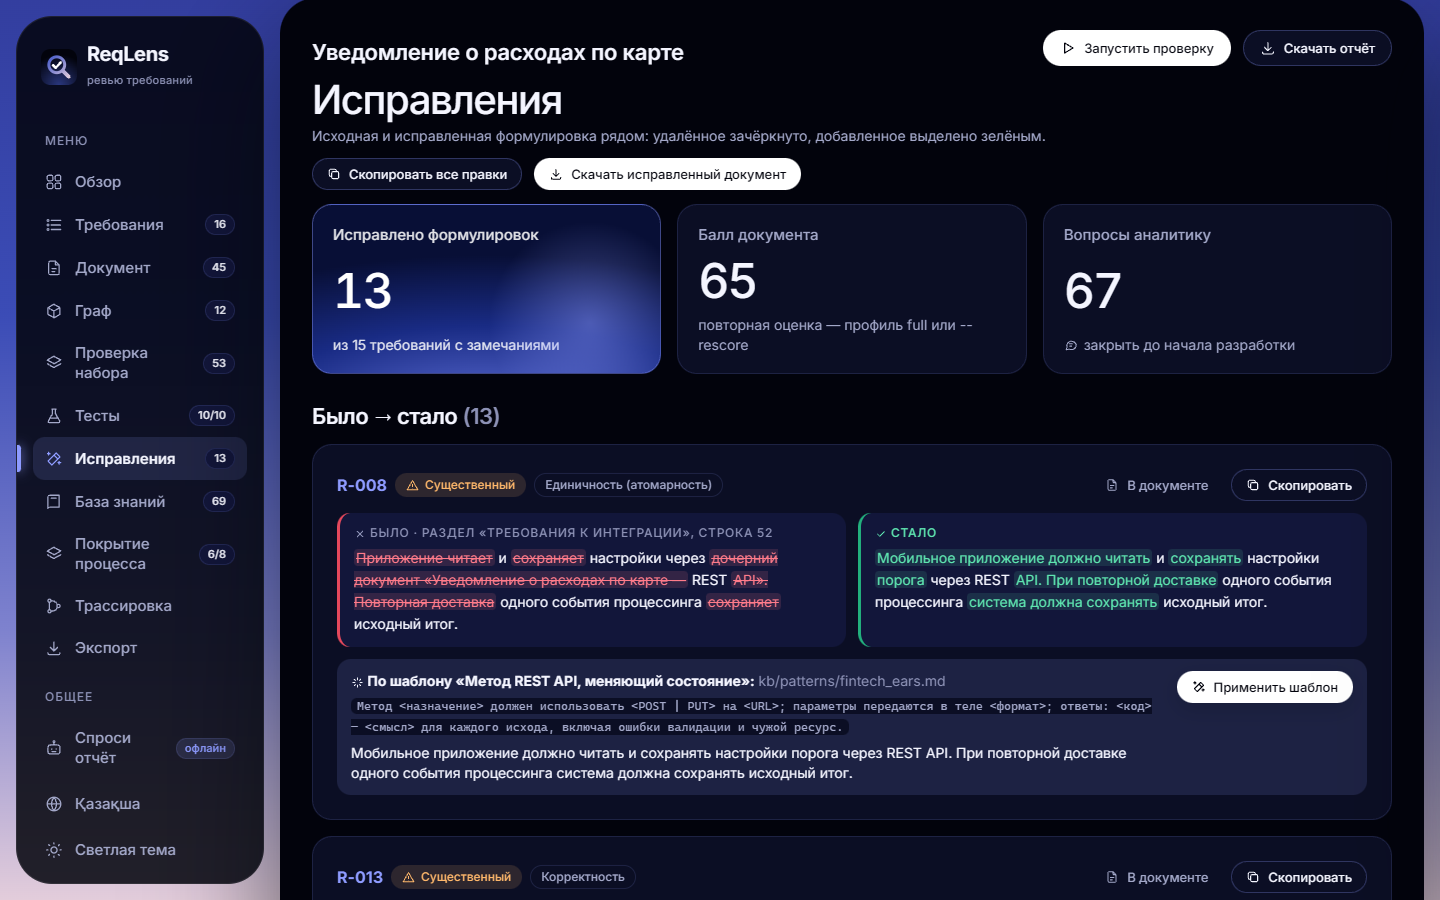 ReqLens
ревью требований
МЕНЮ
Обзор
Требования 16
Документ 45
Граф 12
Проверка набора 53
Тесты 10/10
Исправления 13
База знаний 69
Покрытие процесса 6/8
Трассировка
Экспорт
ОБЩЕЕ
Спроси отчёт офлайн
Қазақша
Светлая тема
Уведомление о расходах по карте
Запустить проверку
Скачать отчёт
Исправления
Исходная и исправленная формулировка рядом: удалённое зачёркнуто, добавленное выделено зелёным.
Скопировать все правки
Скачать исправленный документ
Исправлено формулировок
13
из 15 требований с замечаниями
Балл документа
65
повторная оценка — профиль full или --
rescore
Вопросы аналитику
67
закрыть до начала разработки
Было → стало (13)
R-008 Существенный Единичность (атомарность) В документе Скопировать
БЫЛО · РАЗДЕЛ «ТРЕБОВАНИЯ К ИНТЕГРАЦИИ», СТРОКА 52
Приложение читает и сохраняет настройки через дочерний
документ «Уведомление о расходах по карте — REST API».
Повторная доставка одного события процессинга сохраняет
исходный итог.
СТАЛО
Мобильное приложение должно читать и сохранять настройки
порога через REST API. При повторной доставке одного события
процессинга система должна сохранять исходный итог.
По шаблону «Метод REST API, меняющий состояние»: kb/patterns/fintech_ears.md
Применить шаблон
Метод <назначение> должен использовать <POST | PUT> на <URL>; параметры передаются в теле <формат>; ответы: <код>
— <смысл> для каждого исхода, включая ошибки валидации и чужой ресурс.
Мобильное приложение должно читать и сохранять настройки порога через REST API. При повторной доставке
одного события процессинга система должна сохранять исходный итог.
R-013 Существенный Корректность В документе Скопировать